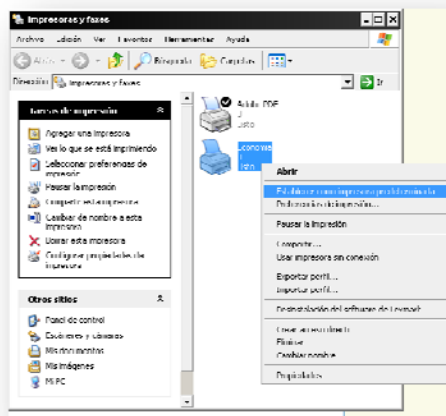 Impresoras y faxes
Archivo Edición Ver Favoritos Herramientas Ayuda
Atrás Búsqueda Carpetas
Dirección Impresoras y faxes Ir
Tareas de impresión
Agregar una impresora
Ver lo que se está imprimiendo
Seleccionar preferencias de
impresión
Pausar la impresión
Compartir esta impresora
Cambiar de nombre a esta
impresora
Borrar esta impresora
Configurar propiedades de
impresora
Otros sitios
Panel de control
Escáneres y cámaras
Mis documentos
Mis imágenes
Mi PC
Adobe PDF
Listo
Economia
Listo
Abrir
Establecer como impresora predeterminada
Preferencias de impresión...
Pausar la impresión
Compartir...
Usar impresora sin conexión
Exportar perfil...
Importar perfil...
Desinstalación del software de Lexmark
Crear acceso directo
Eliminar
Cambiar nombre
Propiedades